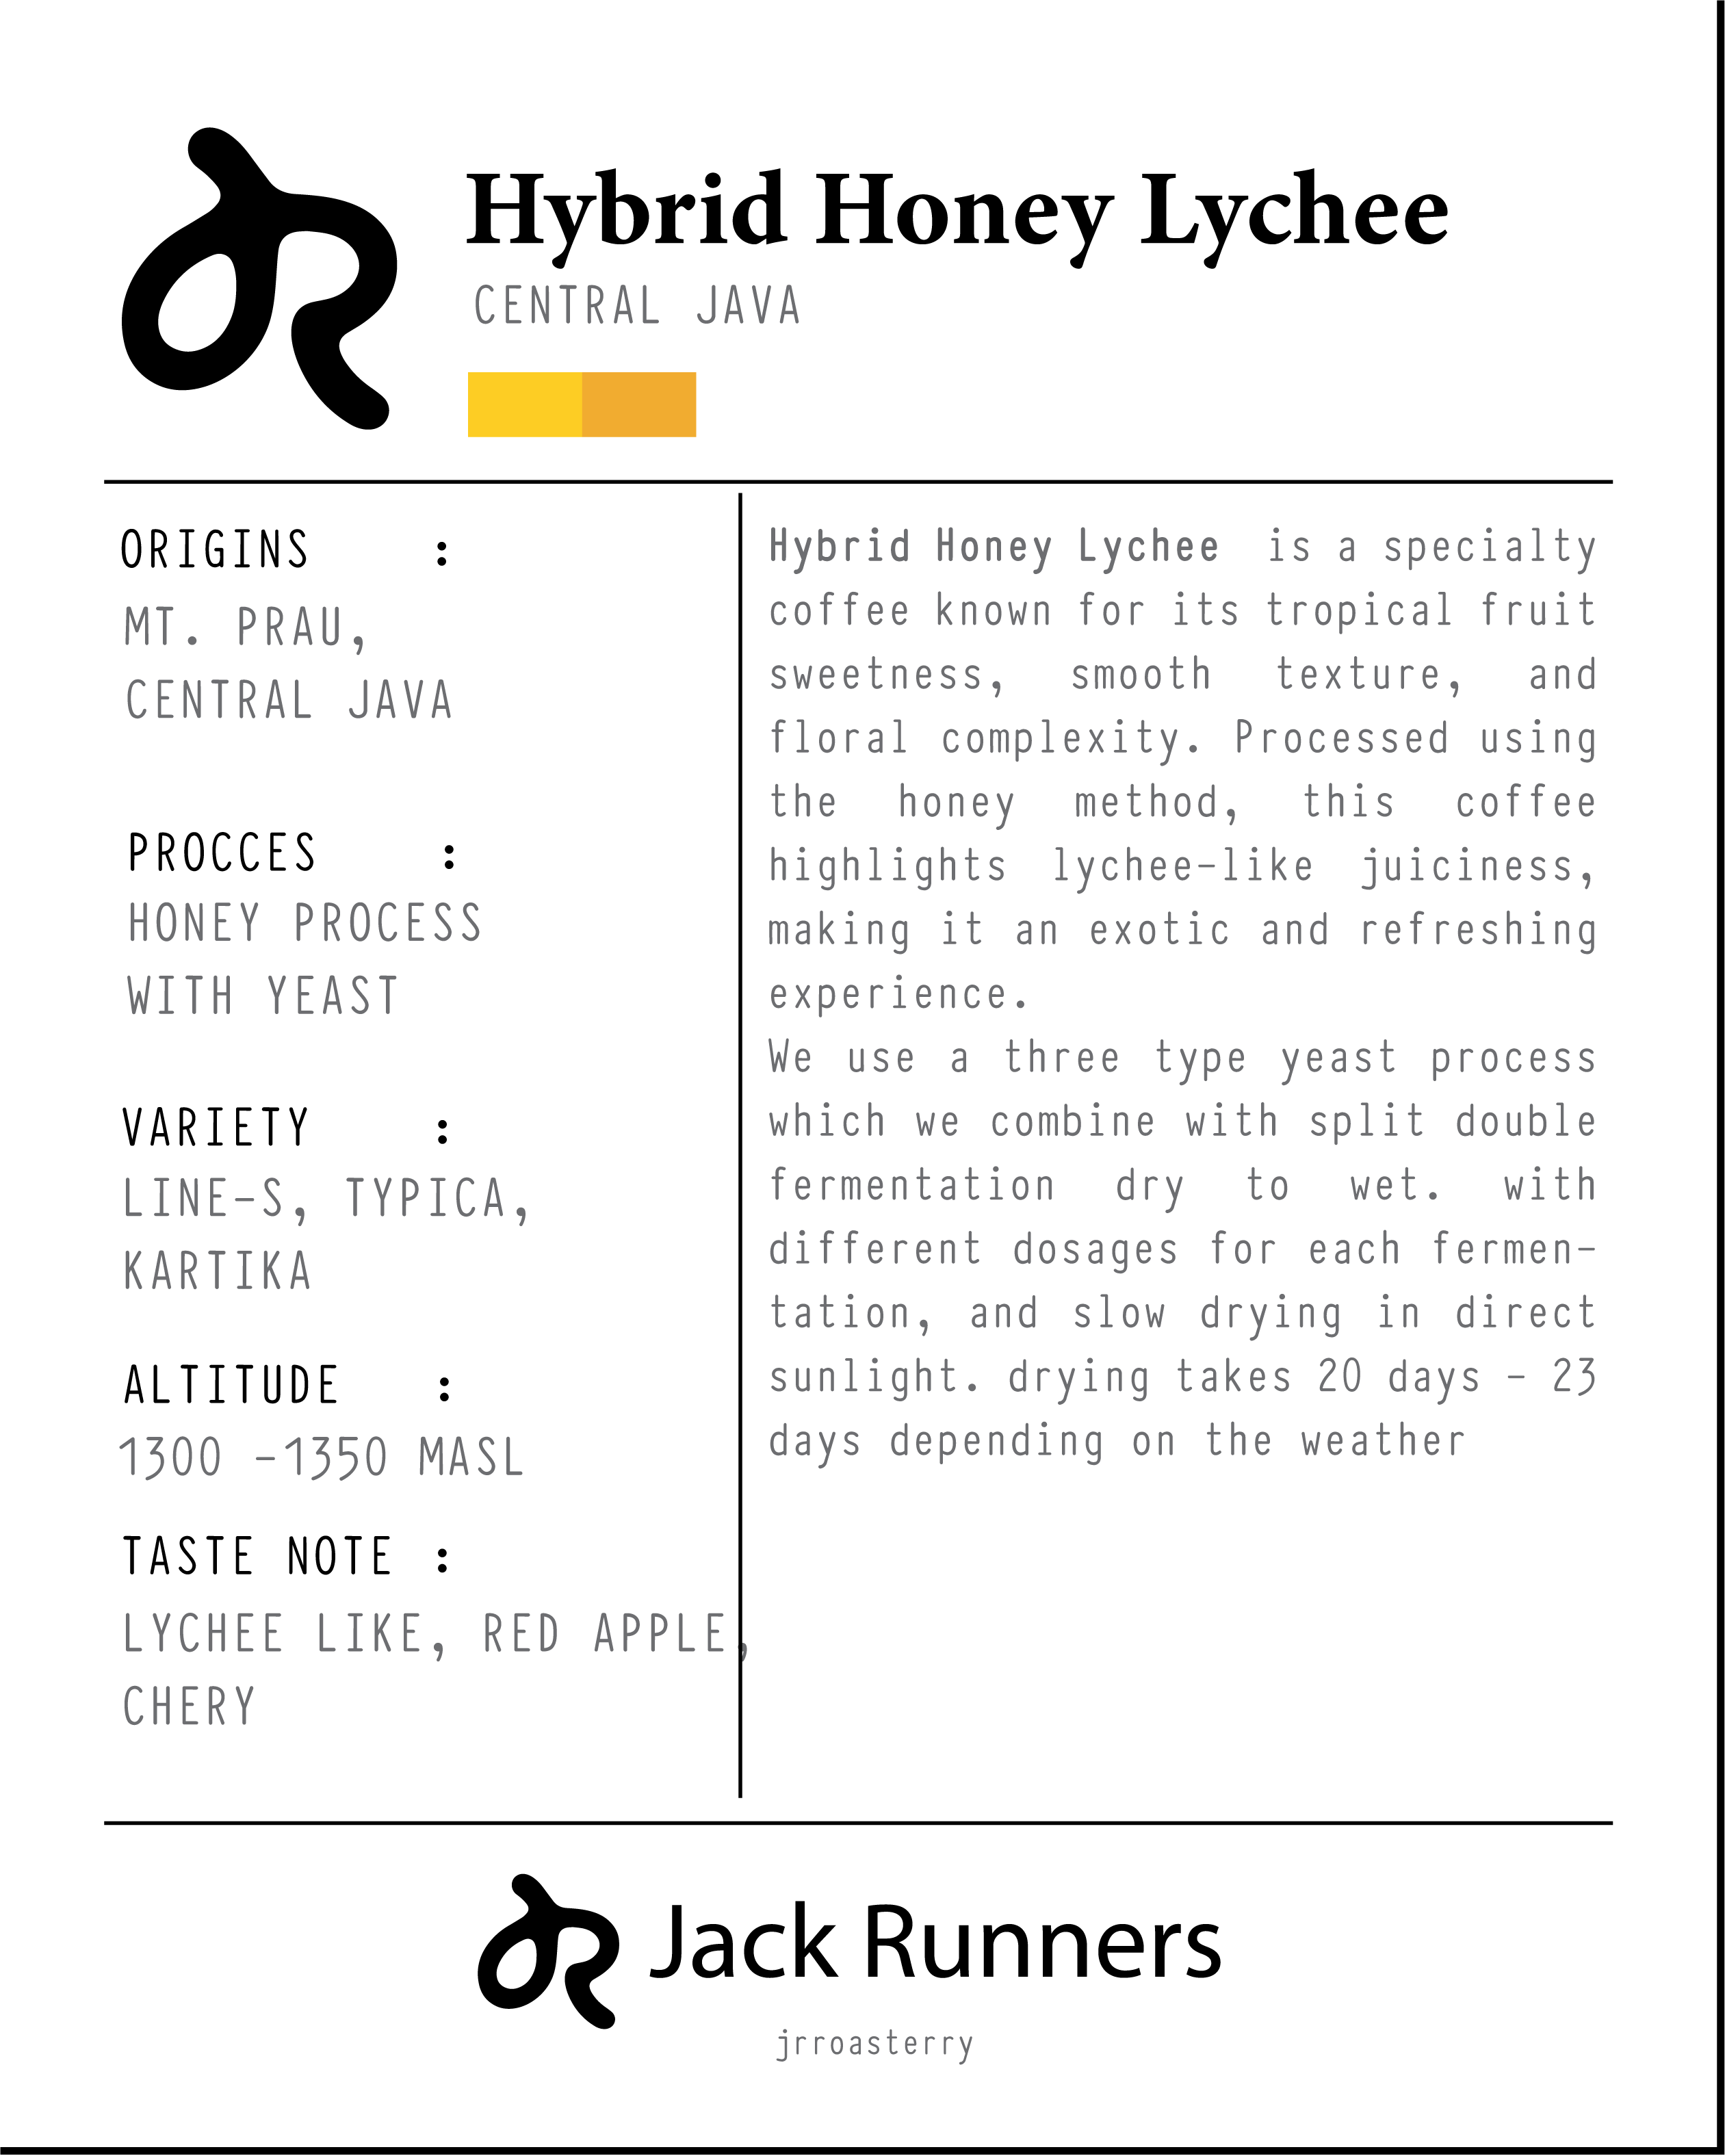 Hybrid Honey Lychee
CENTRAL JAVA
ORIGINS :
MT. PRAU,
CENTRAL JAVA
PROCCES :
HONEY PROCESS
WITH YEAST
VARIETY :
LINE-S, TYPICA,
KARTIKA
ALTITUDE :
1300 -1350 MASL
TASTE NOTE :
LYCHEE LIKE, RED APPLE,
CHERY
Hybrid Honey Lychee is a specialty
coffee known for its tropical fruit
sweetness, smooth texture, and
floral complexity. Processed using
the honey method, this coffee
highlights lychee-like juiciness,
making it an exotic and refreshing
experience.
We use a three type yeast process
which we combine with split double
fermentation dry to wet. with
different dosages for each fermen-
tation, and slow drying in direct
sunlight. drying takes 20 days - 23
days depending on the weather
Jack Runners
jrroasterry